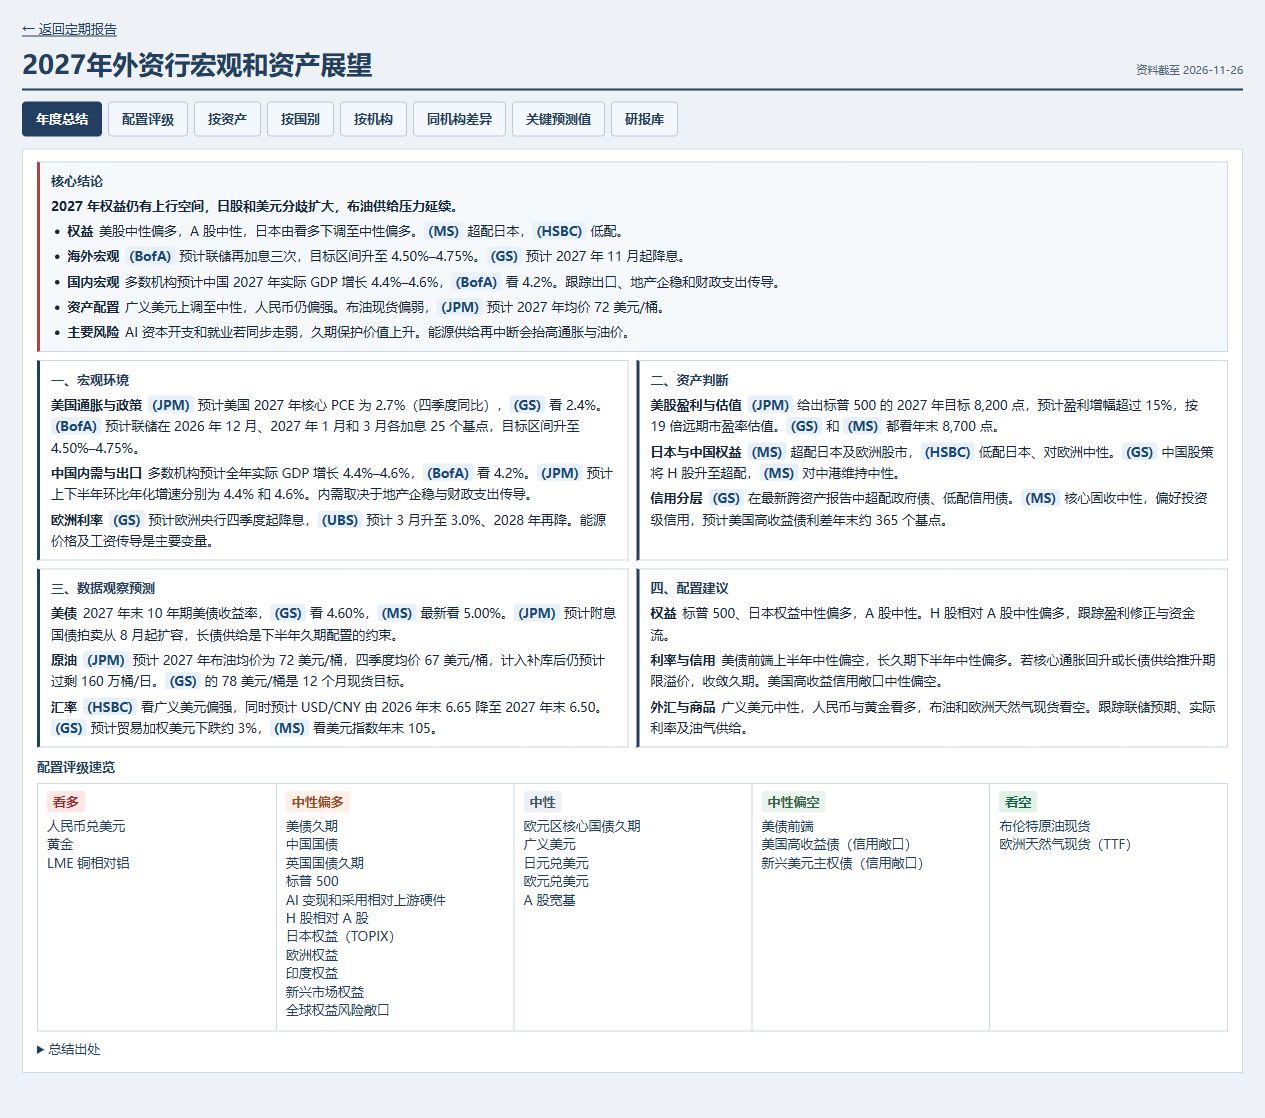 ← 返回定期报告
2027年外资行宏观和资产展望
资料截至 2026-11-26
年度总结
配置评级
按资产
按国别
按机构
同机构差异
关键预测值
研报库
核心结论
2027 年权益仍有上行空间，日股和美元分歧扩大，布油供给压力延续。
• 权益 美股中性偏多，A 股中性，日本由看多下调至中性偏多。 (MS) 超配日本， (HSBC) 低配。
• 海外宏观 (BofA) 预计联储再加息三次，目标区间升至 4.50%–4.75%。 (GS) 预计 2027 年 11 月起降息。
• 国内宏观 多数机构预计中国 2027 年实际 GDP 增长 4.4%–4.6%， (BofA) 看 4.2%。跟踪出口、地产企稳和财政支出传导。
• 资产配置 广义美元上调至中性，人民币仍偏强。布油现货偏弱， (JPM) 预计 2027 年均价 72 美元/桶。
• 主要风险 AI 资本开支和就业若同步走弱，久期保护价值上升。能源供给再中断会抬高通胀与油价。
一、宏观环境
美国通胀与政策 (JPM) 预计美国 2027 年核心 PCE 为 2.7%（四季度同比）， (GS) 看 2.4%。
(BofA) 预计联储在 2026 年 12 月、2027 年 1 月和 3 月各加息 25 个基点，目标区间升至
4.50%–4.75%。
中国内需与出口 多数机构预计全年实际 GDP 增长 4.4%–4.6%， (BofA) 看 4.2%。 (JPM) 预计
上下半年环比年化增速分别为 4.4% 和 4.6%。内需取决于地产企稳与财政支出传导。
欧洲利率 (GS) 预计欧洲央行四季度起降息， (UBS) 预计 3 月升至 3.0%、2028 年再降。能源
价格及工资传导是主要变量。
二、资产判断
美股盈利与估值 (JPM) 给出标普 500 的 2027 年目标 8,200 点，预计盈利增幅超过 15%，按
19 倍远期市盈率估值。 (GS) 和 (MS) 都看年末 8,700 点。
日本与中国权益 (MS) 超配日本及欧洲股市， (HSBC) 低配日本、对欧洲中性。 (GS) 中国股策
将 H 股升至超配， (MS) 对中港维持中性。
信用分层 (GS) 在最新跨资产报告中超配政府债、低配信用债。 (MS) 核心国收中性，偏好投资
级信用，预计美国高收益债利差年末约 365 个基点。
三、数据观察预测
美债 2027 年末 10 年期美债收益率， (GS) 看 4.60%， (MS) 最新看 5.00%。 (JPM) 预计附息
国债拍卖从 8 月起扩容，长债供给是下半年久期配置的约束。
原油 (JPM) 预计 2027 年布油均价为 72 美元/桶，四季度均价 67 美元/桶，计入补库后仍预计
过剩 160 万桶/日。 (GS) 的 78 美元/桶是 12 个月现货目标。
汇率 (HSBC) 看广义美元偏强，同时预计 USD/CNY 由 2026 年末 6.65 降至 2027 年末 6.50。
(GS) 预计贸易加权美元下跌约 3%， (MS) 看美元指数年末 105。
四、配置建议
权益 标普 500、日本权益中性偏多，A 股中性。H 股相对 A 股中性偏多，跟踪盈利修正与资金
流。
利率与信用 美债前端上半年中性偏空，长久期下半年中性偏多。若核心通胀回升或长债供给推升期
限溢价，收敛久期。美国高收益信用敞口中性偏空。
外汇与商品 广义美元中性，人民币与黄金看多，布油和欧洲天然气现货看空。跟踪联储预期、实际
利率及油气供给。
配置评级速览
看多
人民币兑美元
黄金
LME 铜相对铝
中性偏多
美债久期
中国国债
英国国债久期
标普 500
AI 变现和采用相对上游硬件
H 股相对 A 股
日本权益（TOPIX）
欧洲权益
印度权益
新兴市场权益
全球权益风险敞口
中性
欧元区核心国债久期
广义美元
日元兑美元
欧元兑美元
A 股宽基
中性偏空
美债前端
美国高收益债（信用敞口）
新兴美元主权债（信用敞口）
看空
布伦特原油现货
欧洲天然气现货（TTF）
▶ 总结出处